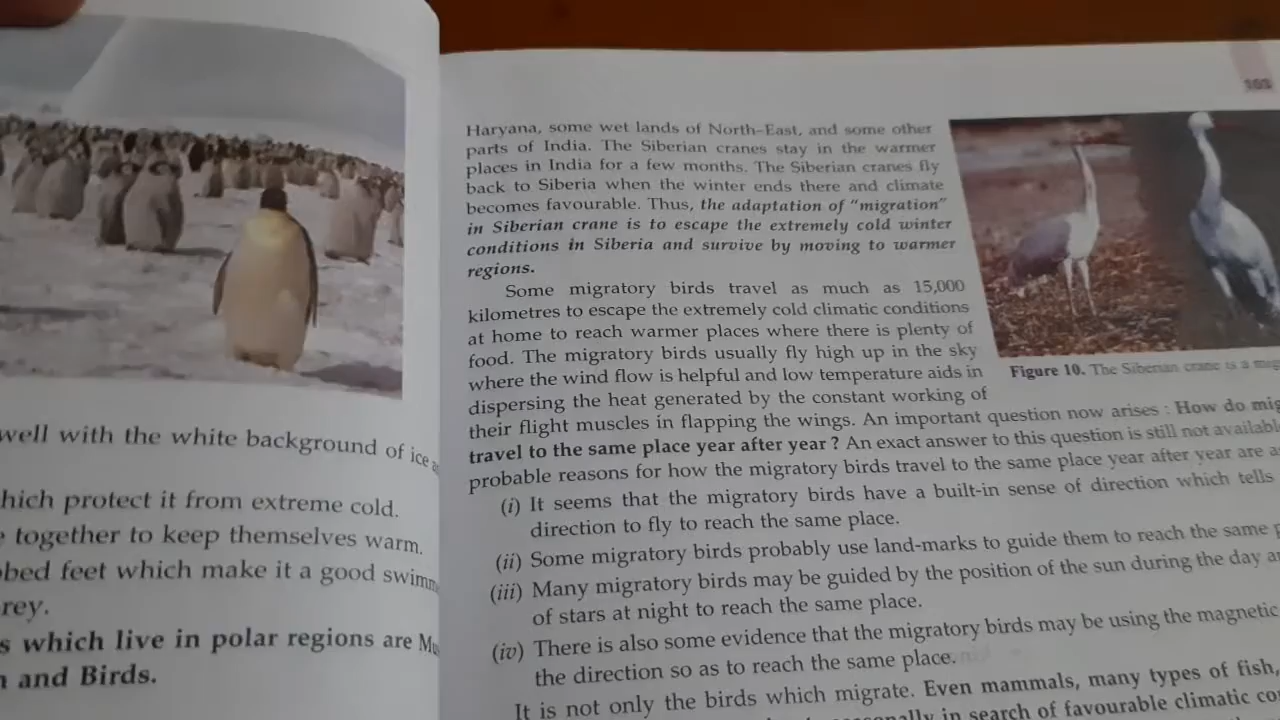 well with the white background of ice
hich protect it from extreme cold.
together to keep themselves warm.
bed feet which make it a good swimm
rey.
s which live in polar regions are Mu
and Birds.
103
Haryana, some wet lands of North-East, and some other
parts of India. The Siberian cranes stay in the warmer
places in India for a few months. The Siberian cranes fly
back to Siberia when the winter ends there and climate
becomes favourable. Thus, the adaptation of "migration"
in Siberian crane is to escape the extremely cold winter
conditions in Siberia and survive by moving to warmer
regions.
Some migratory birds travel as much as 15,000
kilometres to escape the extremely cold climatic conditions
at home to reach warmer places where there is plenty of
food. The migratory birds usually fly high up in the sky
where the wind flow is helpful and low temperature aids in
dispersing the heat generated by the constant working of
their flight muscles in flapping the wings. An important question now arises : How do mig
travel to the same place year after year ? An exact answer to this question is still not availabl
probable reasons for how the migratory birds travel to the same place year after year are a
(i) It seems that the migratory birds have a built-in sense of direction which tells
direction to fly to reach the same place.
(ii) Some migratory birds probably use land-marks to guide them to reach the same p
(iii) Many migratory birds may be guided by the position of the sun during the day a
of stars at night to reach the same place.
(iv) There is also some evidence that the migratory birds may be using the magnetic
the direction so as to reach the same place.
It is not only the birds which migrate. Even mammals, many types of fish,
onally in search of favourable climatic co
Figure 10. The Siberian crane is a mig